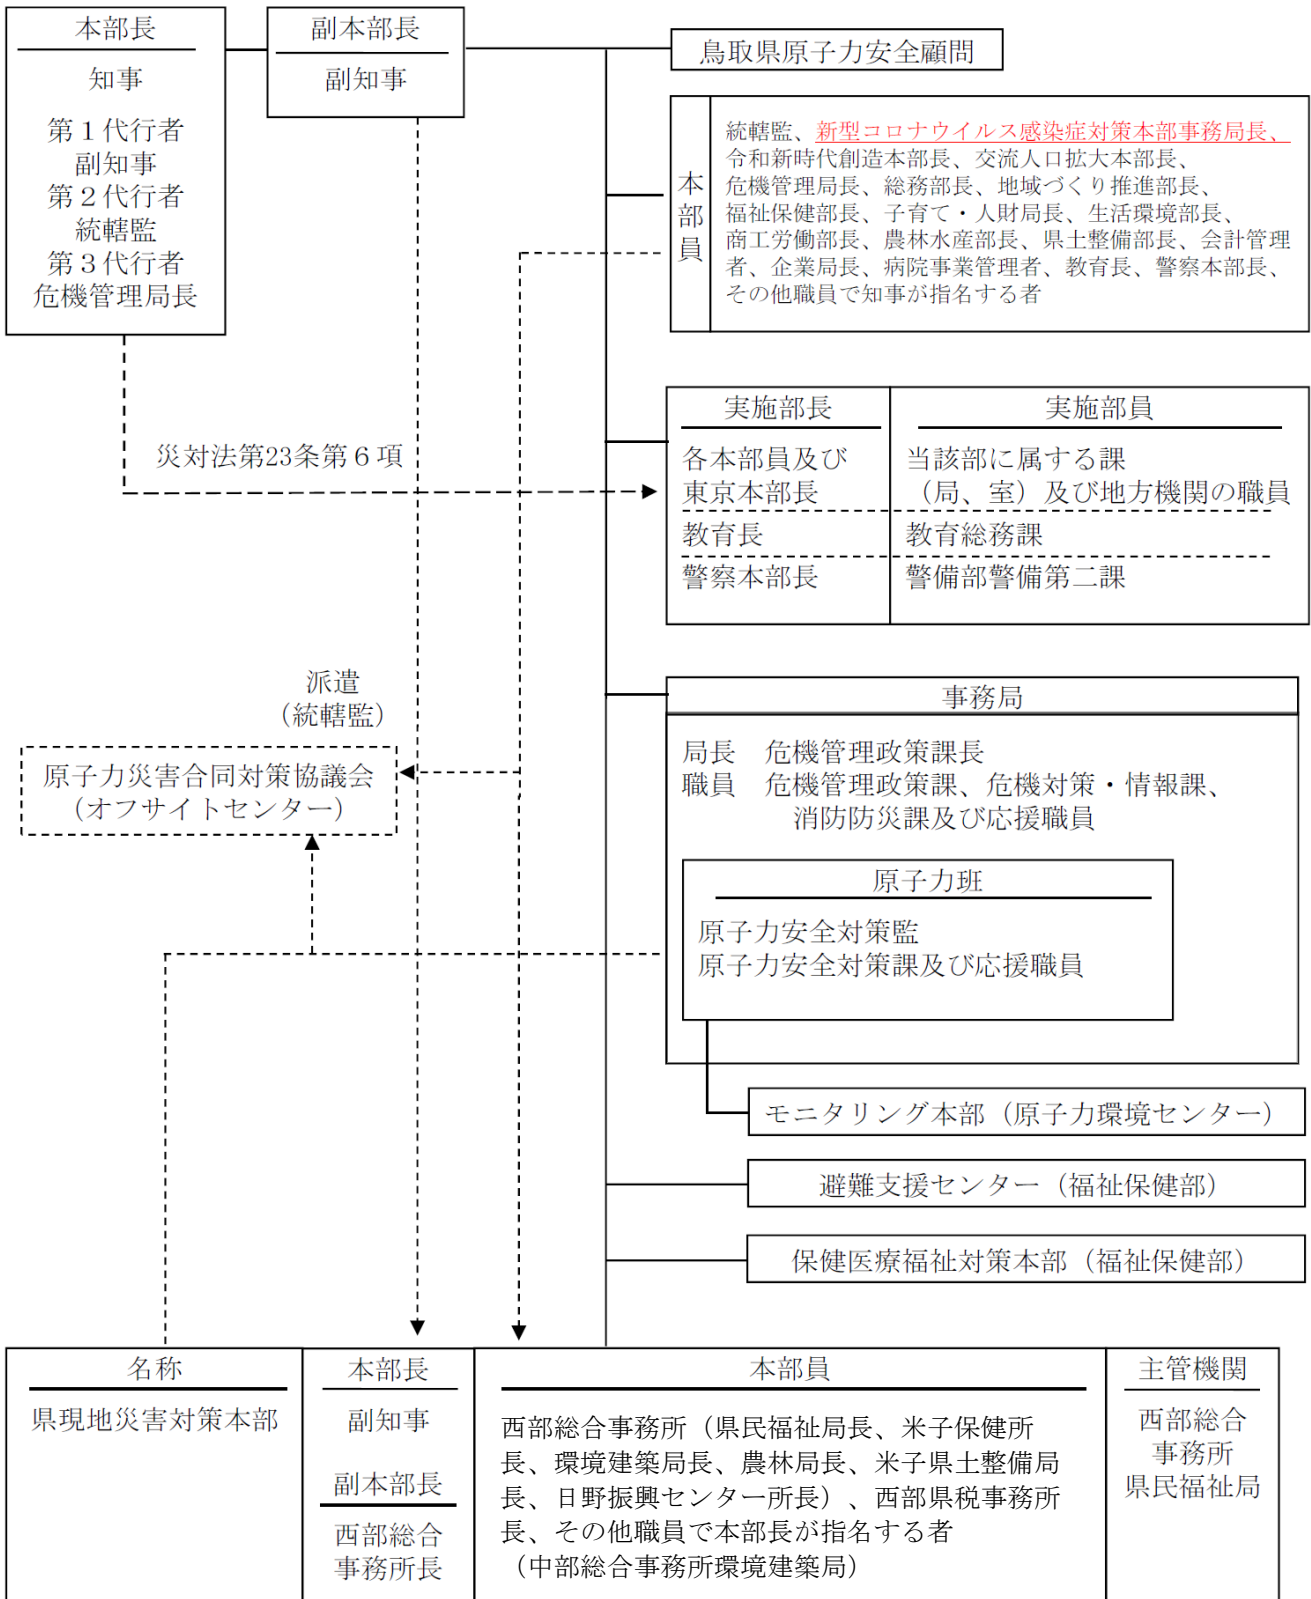 本部長
知事
第１代行者
副知事
第２代行者
統轄監
第３代行者
危機管理局長
副本部長
副知事
鳥取県原子力安全顧問
本部員
統轄監、新型コロナウイルス感染症対策本部事務局長、
令和新時代創造本部長、交流人口拡大本部長、
危機管理局長、総務部長、地域づくり推進部長、
福祉保健部長、子育て・人財局長、生活環境部長、
商工労働部長、農林水産部長、県土整備部長、会計管理
者、企業局長、病院事業管理者、教育長、警察本部長、
その他職員で知事が指名する者
災対法第23条第６項
実施部長
実施部員
各本部員及び
東京本部長
当該部に属する課
（局、室）及び地方機関の職員
教育長
教育総務課
警察本部長
警備部警備第二課
派遣
（統轄監）
原子力災害合同対策協議会
（オフサイトセンター）
事務局
局長　危機管理政策課長
職員　危機管理政策課、危機対策・情報課、
消防防災課及び応援職員
原子力班
原子力安全対策監
原子力安全対策課及び応援職員
モニタリング本部（原子力環境センター）
避難支援センター（福祉保健部）
保健医療福祉対策本部（福祉保健部）
名称
県現地災害対策本部
本部長
副知事
副本部長
西部総合
事務所長
本部員
西部総合事務所（県民福祉局長、米子保健所
長、環境建築局長、農林局長、米子県土整備局
長、日野振興センター所長）、西部県税事務所
長、その他職員で本部長が指名する者
（中部総合事務所環境建築局）
主管機関
西部総合
事務所
県民福祉局